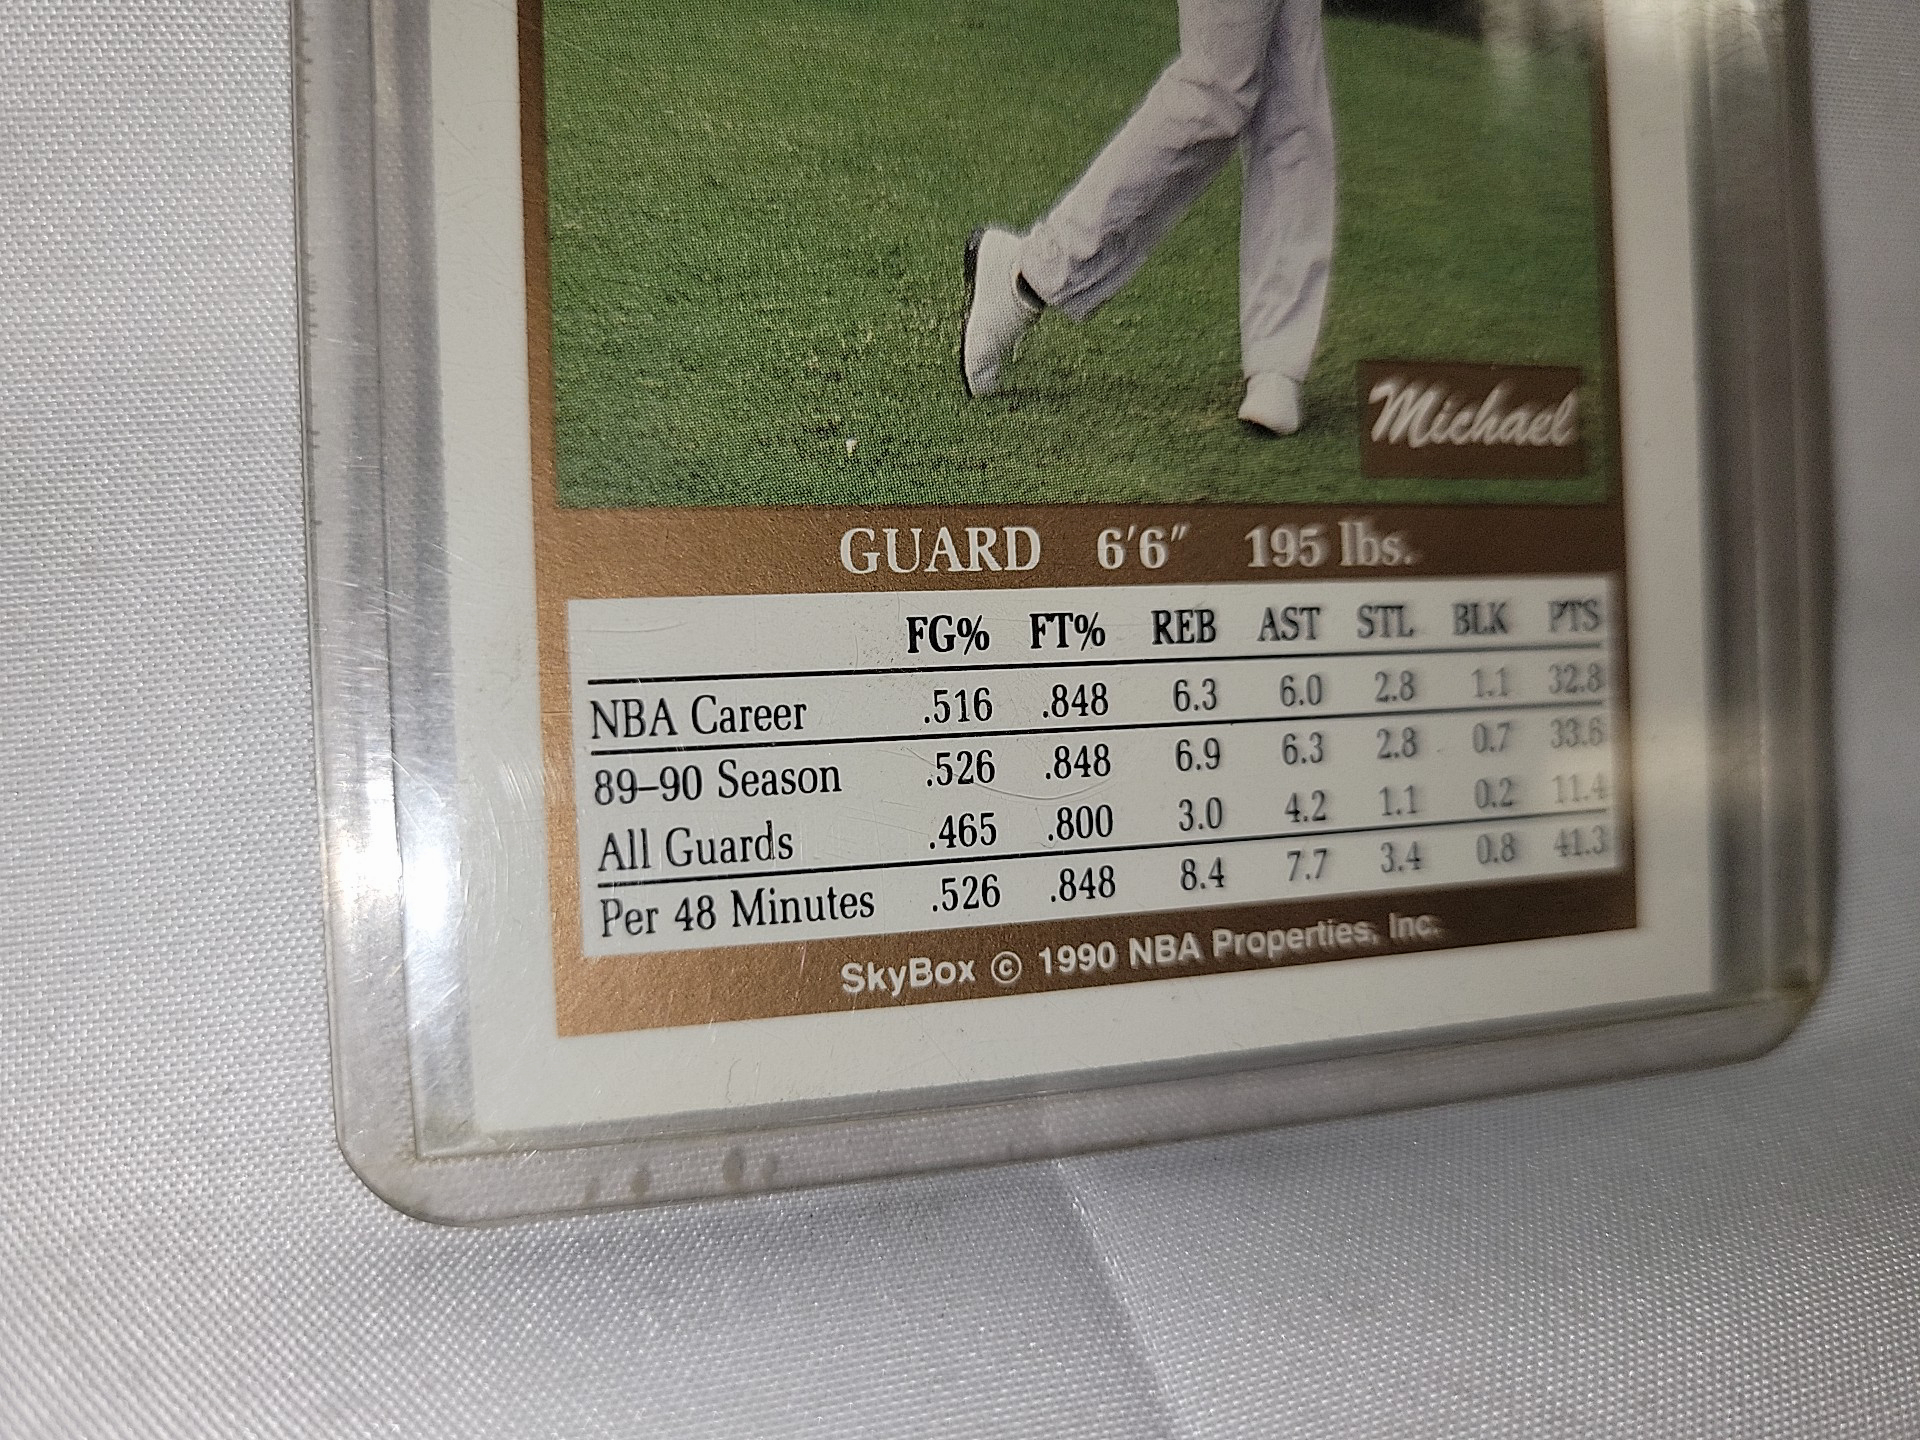 Michael
GUARD 6'6" 195 lbs.
FG% FT% REB AST STL BLK PTS
NBA Career .516 .848 6.3 6.0 2.8 1.1 32.8
89–90 Season .526 .848 6.9 6.3 2.8 0.7 33.6
All Guards .465 .800 3.0 4.2 1.1 0.2 11.4
Per 48 Minutes .526 .848 8.4 7.7 3.4 0.8 41.3
SkyBox © 1990 NBA Properties, Inc.